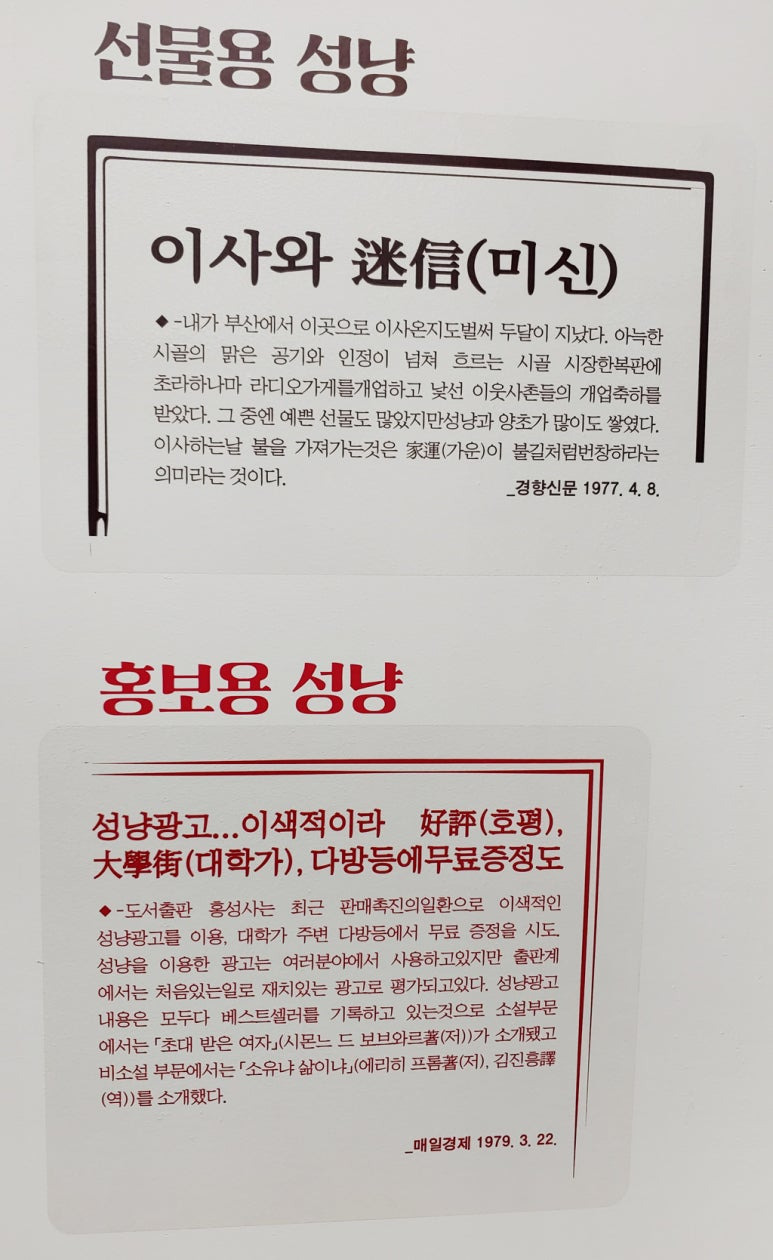 선물용 성냥
이사와 迷信(미신)
◆ -내가 부산에서 이곳으로 이사온지도벌써 두달이 지났다. 아늑한
시골의 맑은 공기와 인정이 넘쳐 흐르는 시골 시장한복판에
초라하나마 라디오가게를개업하고 낯선 이웃사촌들의 개업축하를
받았다. 그 중엔 예쁜 선물도 많았지만성냥과 양초가 많이도 쌓였다.
이사하는날 불을 가져가는것은 家運(가운)이 불길처럼번창하라는
의미라는 것이다.
_경향신문 1977. 4. 8.
홍보용 성냥
성냥광고...이색적이라 好評(호평),
大學街(대학가), 다방등에무료증정도
◆ -도서출판 홍성사는 최근 판매촉진의일환으로 이색적인
성냥광고를 이용, 대학가 주변 다방등에서 무료 증정을 시도.
성냥을 이용한 광고는 여러분야에서 사용하고있지만 출판계
에서는 처음있는일로 재치있는 광고로 평가되고있다. 성냥광고
내용은 모두다 베스트셀러를 기록하고 있는것으로 소설부문
에서는 「초대 받은 여자」(시몬느 드 보브와르著(저))가 소개됐고
비소설 부문에서는 「소유냐 삶이냐」(에리히 프롬著(저), 김진흥譯
(역))를 소개했다.
_매일경제 1979. 3. 22.